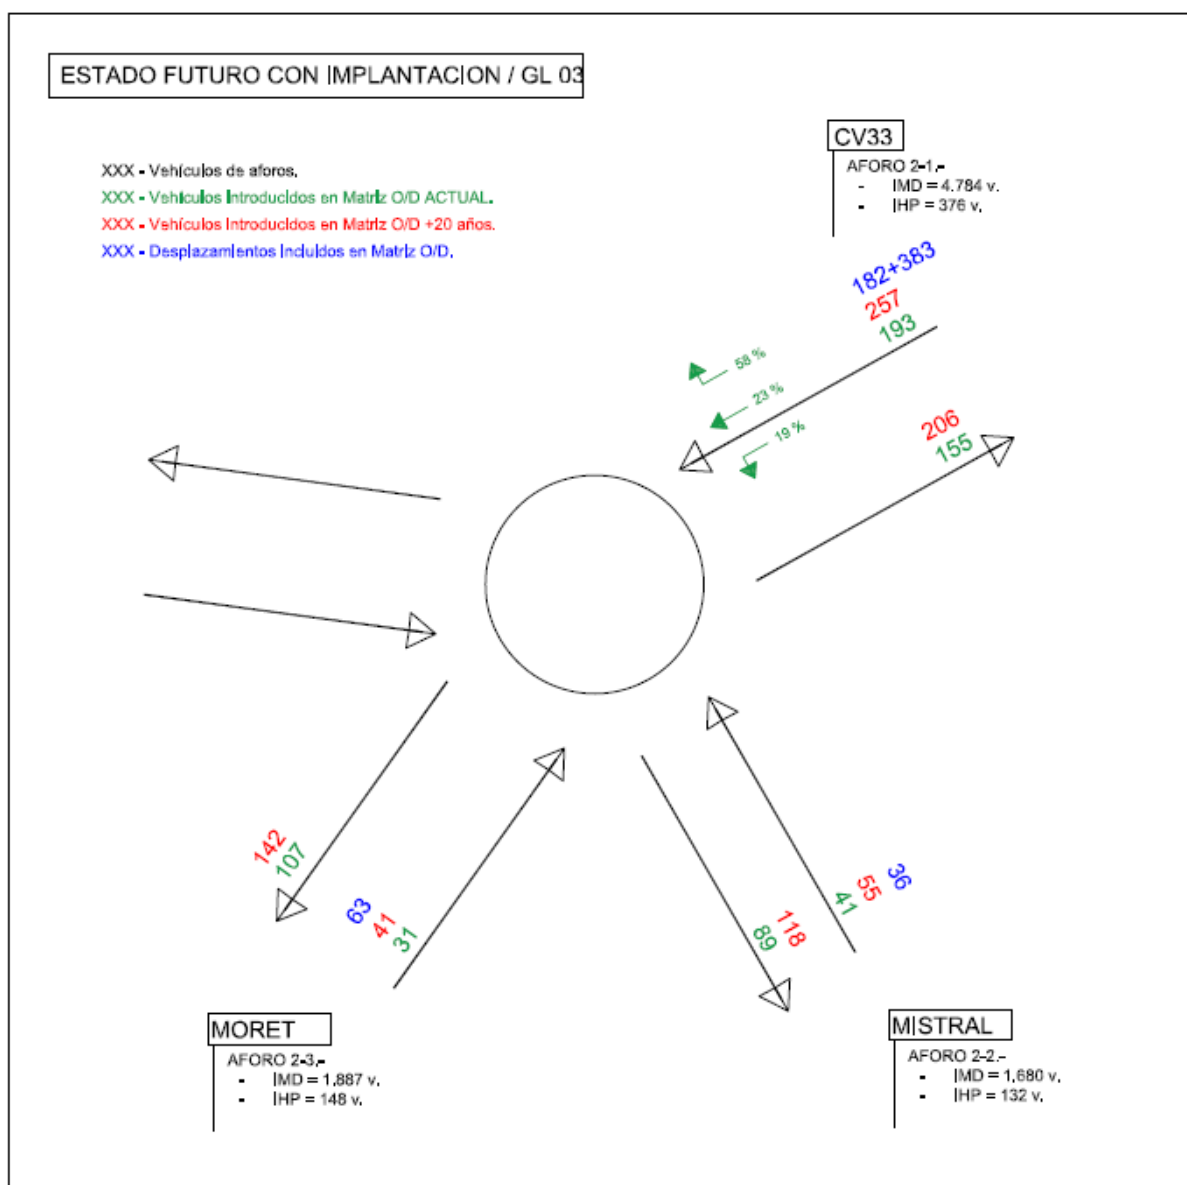 ESTADO FUTURO CON IMPLANTACION / GL 03
XXX - Vehículos de aforos.
XXX - Vehículos Introducidos en Matriz O/D ACTUAL.
XXX - Vehículos Introducidos en Matriz O/D +20 años.
XXX - Desplazamientos Incluidos en Matriz O/D.
CV33
AFORO 2-1.-
- IMD = 4.784 v.
- IHP = 376 v.
182+383
257
193
58 %
23 %
19 %
206
155
142
107
63
41
31
118
89
36
55
41
MORET
AFORO 2-3.-
- IMD = 1.887 v.
- IHP = 148 v.
MISTRAL
AFORO 2-2.-
- IMD = 1.680 v.
- IHP = 132 v.